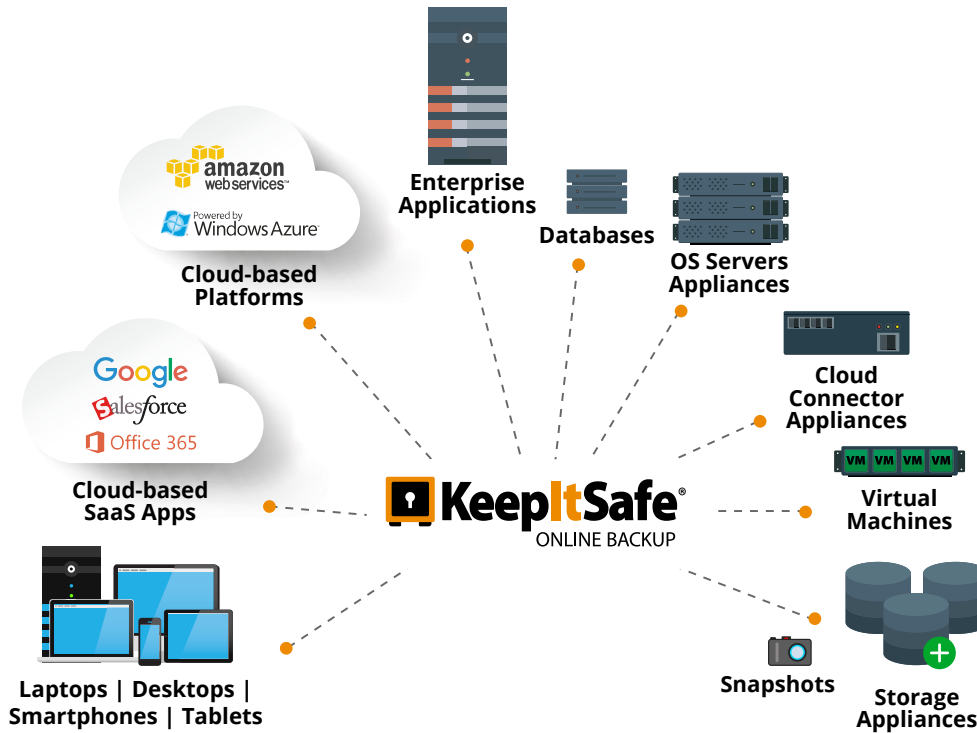 amazon
web services™
Powered by
Windows Azure
Cloud-based
Platforms
Enterprise
Applications
Databases
OS Servers
Appliances
Google
salesforce
Office 365
Cloud-based
SaaS Apps
Cloud
Connector
Appliances
VM VM VM VM
Virtual
Machines
KeepItSafe®
ONLINE BACKUP
Laptops | Desktops |
Smartphones | Tablets
Snapshots
Storage
Appliances